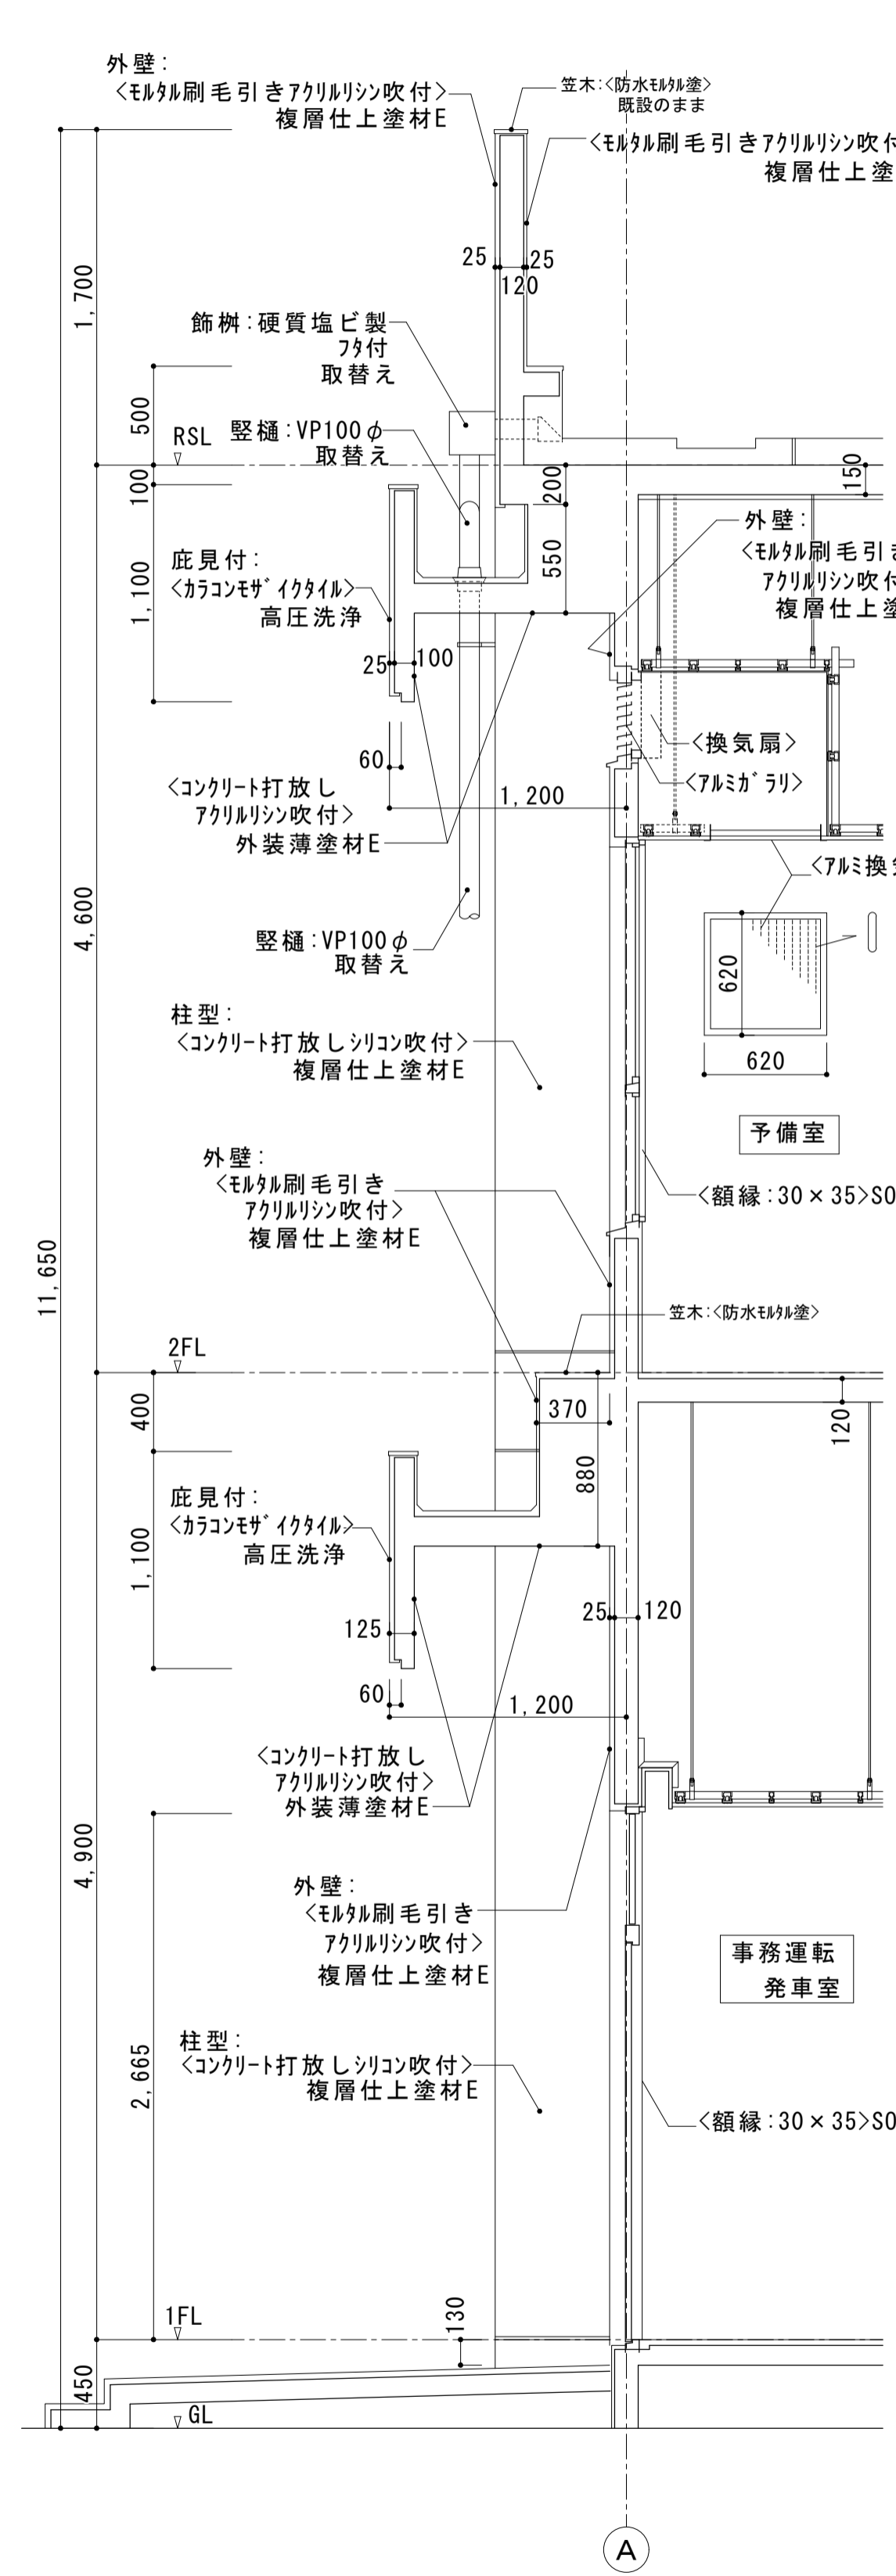 外壁:
<ﾓﾙﾀﾙ刷毛引きｱｸﾘﾙﾘｼﾝ吹付>
複層仕上塗材E
笠木:<防水ﾓﾙﾀﾙ塗>
既設のまま
<ﾓﾙﾀﾙ刷毛引きｱｸﾘﾙﾘｼﾝ吹付
複層仕上塗
1,700
25
25
120
飾桝:硬質塩ビ製
ﾌﾀ付
取替え
500
RSL
竪樋:VP100φ
取替え
100
200
150
550
外壁:
<ﾓﾙﾀﾙ刷毛引き
ｱｸﾘﾙﾘｼﾝ吹付
複層仕上塗
庇見付:
<ｶﾗｺﾝﾓｻﾞｲｸﾀｲﾙ>
高圧洗浄
1,100
25
100
60
<換気扇>
<ｱﾙﾐｶﾞﾗﾘ>
1,200
<ｺﾝｸﾘｰﾄ打放し
ｱｸﾘﾙﾘｼﾝ吹付>
外装薄塗材E
<ｱﾙﾐ換気
4,600
竪樋:VP100φ
取替え
620
620
柱型:
<ｺﾝｸﾘｰﾄ打放しｼﾘｺﾝ吹付>
複層仕上塗材E
予備室
外壁:
<ﾓﾙﾀﾙ刷毛引き
ｱｸﾘﾙﾘｼﾝ吹付>
複層仕上塗材E
<額縁:30×35>SO
11,650
笠木:<防水ﾓﾙﾀﾙ塗>
2FL
400
370
120
880
庇見付:
<ｶﾗｺﾝﾓｻﾞｲｸﾀｲﾙ>
高圧洗浄
1,100
25
120
125
60
1,200
<ｺﾝｸﾘｰﾄ打放し
ｱｸﾘﾙﾘｼﾝ吹付>
外装薄塗材E
4,900
外壁:
<ﾓﾙﾀﾙ刷毛引き
ｱｸﾘﾙﾘｼﾝ吹付>
複層仕上塗材E
事務運転
発車室
柱型:
<ｺﾝｸﾘｰﾄ打放しｼﾘｺﾝ吹付>
複層仕上塗材E
2,665
<額縁:30×35>SO
1FL
130
450
GL
A